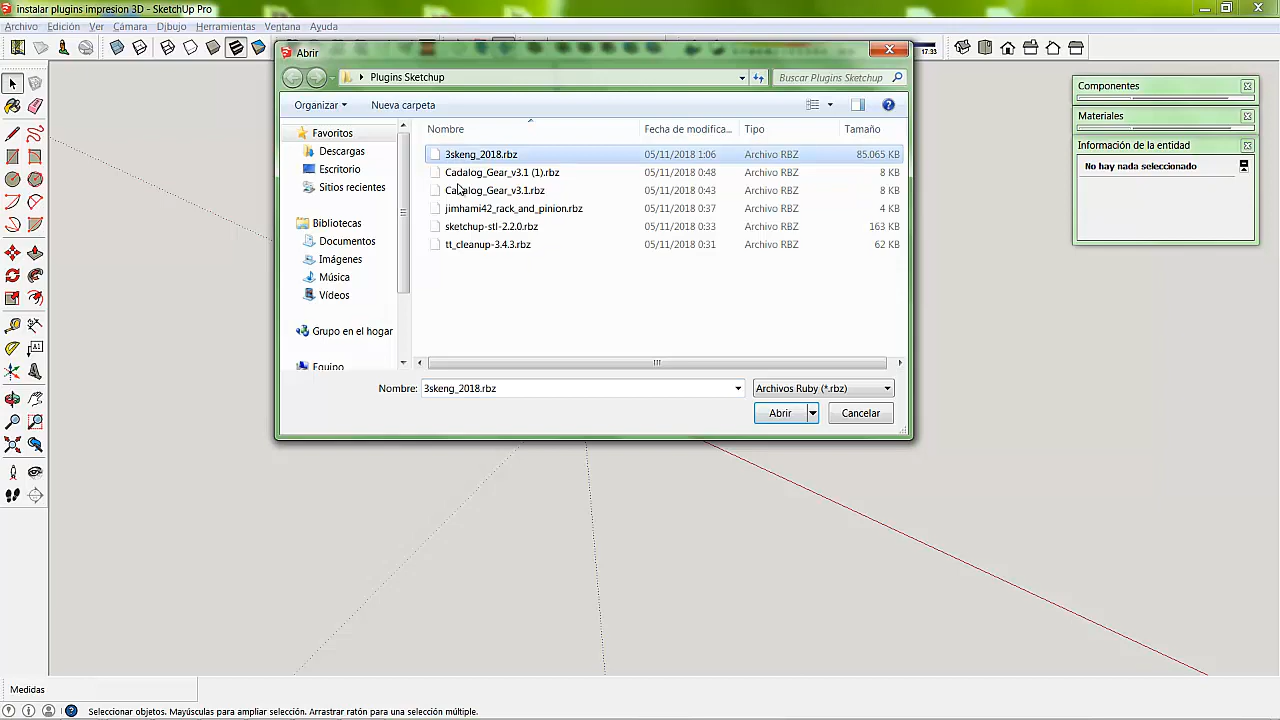 instalar plugins impresion 3D - SketchUp Pro
Archivo Edición Ver Cámara Dibujo Herramientas Ventana Ayuda
Abrir
17.33
Plugins Sketchup
Buscar Plugins Sketchup
Organizar Nueva carpeta
Favoritos
Descargas
Escritorio
Sitios recientes
Bibliotecas
Documentos
Imágenes
Música
Vídeos
Grupo en el hogar
Equipo
Nombre Fecha de modifica... Tipo Tamaño
3skeng_2018.rbz 05/11/2018 1:06 Archivo RBZ 85.065 KB
Cadalog_Gear_v3.1 (1).rbz 05/11/2018 0:48 Archivo RBZ 8 KB
Cadalog_Gear_v3.1.rbz 05/11/2018 0:43 Archivo RBZ 8 KB
jimhami42_rack_and_pinion.rbz 05/11/2018 0:37 Archivo RBZ 4 KB
sketchup-stl-2.2.0.rbz 05/11/2018 0:33 Archivo RBZ 163 KB
tt_cleanup-3.4.3.rbz 05/11/2018 0:31 Archivo RBZ 62 KB
Nombre: 3skeng_2018.rbz Archivos Ruby (*.rbz)
Abrir Cancelar
Componentes
Materiales
Información de la entidad
No hay nada seleccionado
A1
Medidas
Seleccionar objetos. Mayúsculas para ampliar selección. Arrastrar ratón para una selección múltiple.